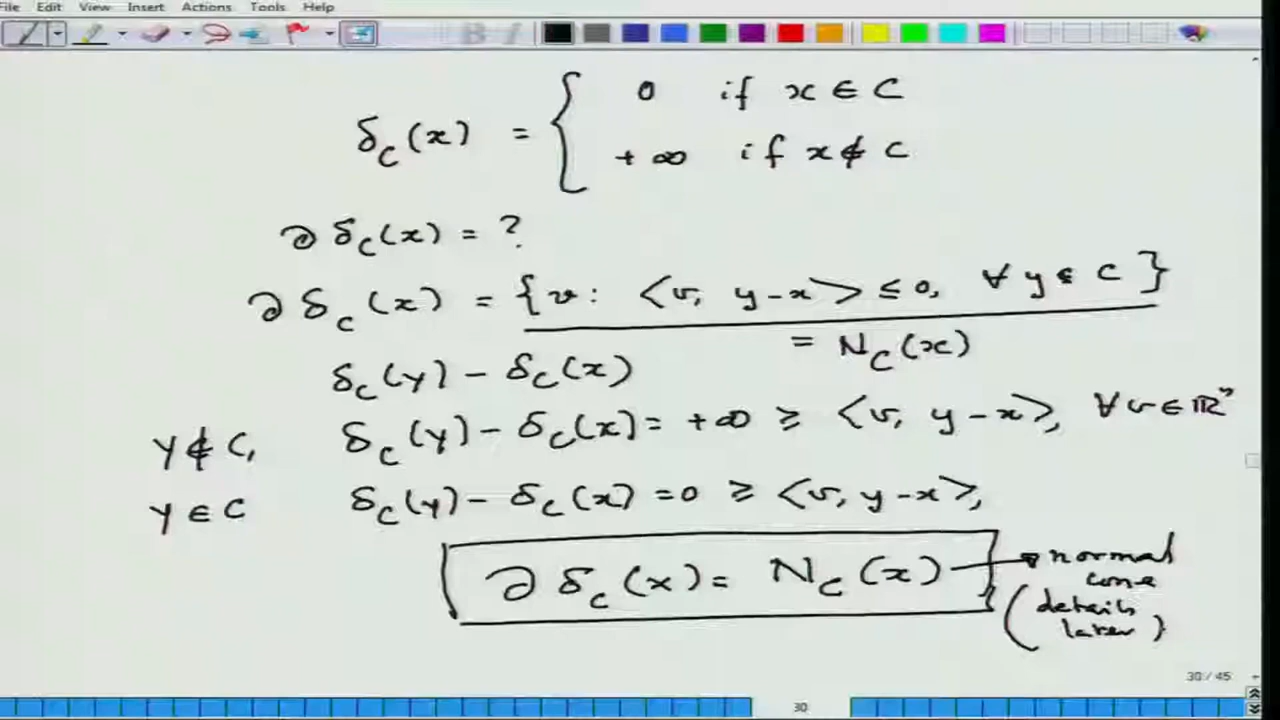 File Edit View Insert Actions Tools Help
δ_C(x) = { 0 if x ∈ C
+∞ if x ∉ C
∂δ_C(x) = ?
∂δ_C(x) = {v : <v, y-x> ≤ 0, ∀ y ∈ C}
= N_C(x)
δ_C(y) - δ_C(x)
y ∉ C, δ_C(y) - δ_C(x) = +∞ ≥ <v, y-x>, ∀ v ∈ ℝ^n
y ∈ C δ_C(y) - δ_C(x) = 0 ≥ <v, y-x>,
∂δ_C(x) = N_C(x) → normal
cone
(details
later)
30 / 45
30